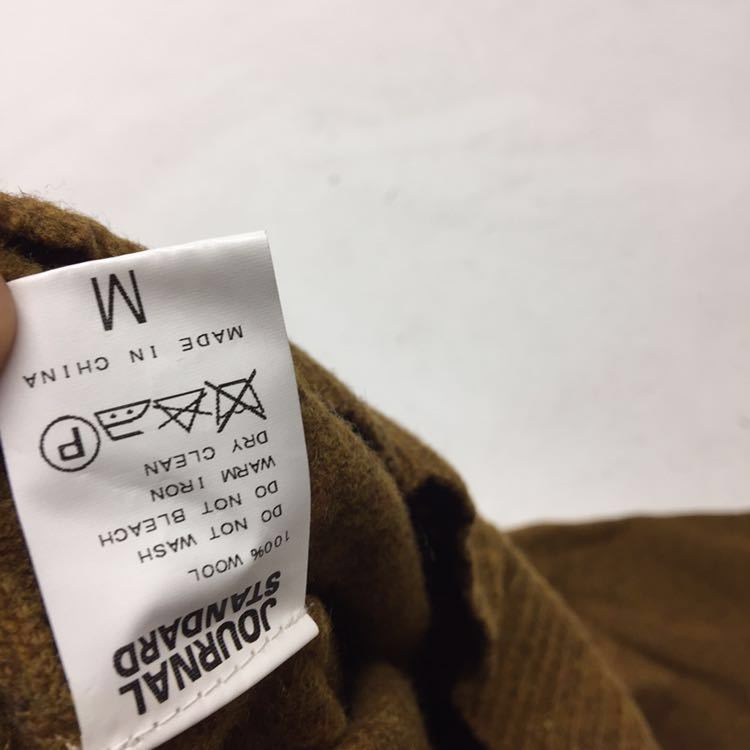 JOURNAL
STANDARD
100% WOOL
DO NOT WASH
DO NOT BLEACH
WARM IRON
DRY CLEAN
P
MADE IN CHINA
M